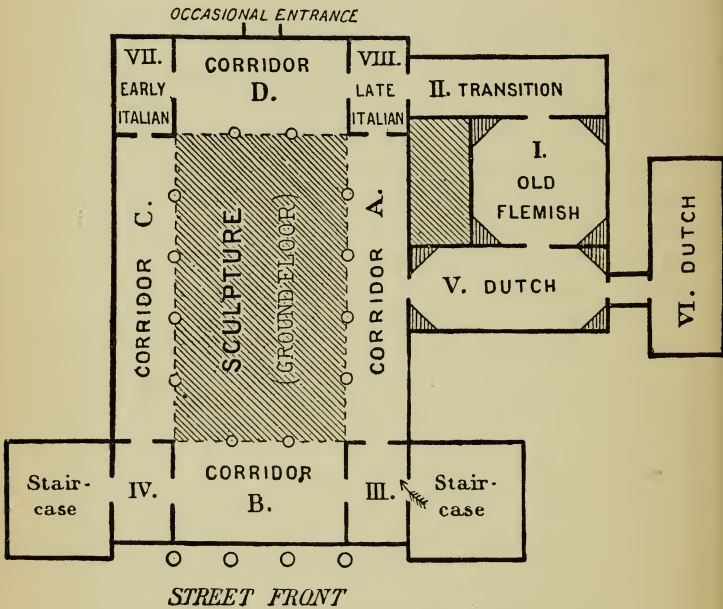 OCCASIONAL ENTRANCE
VII.
EARLY
ITALIAN
CORRIDOR
D.
VIII.
LATE
ITALIAN
II. TRANSITION
I.
OLD
FLEMISH
CORRIDOR C.
SCULPTURE
(GROUND FLOOR)
CORRIDOR A.
V. DUTCH
VI. DUTCH
Stair-
case
IV.
CORRIDOR
B.
III.
Stair-
case
STREET FRONT